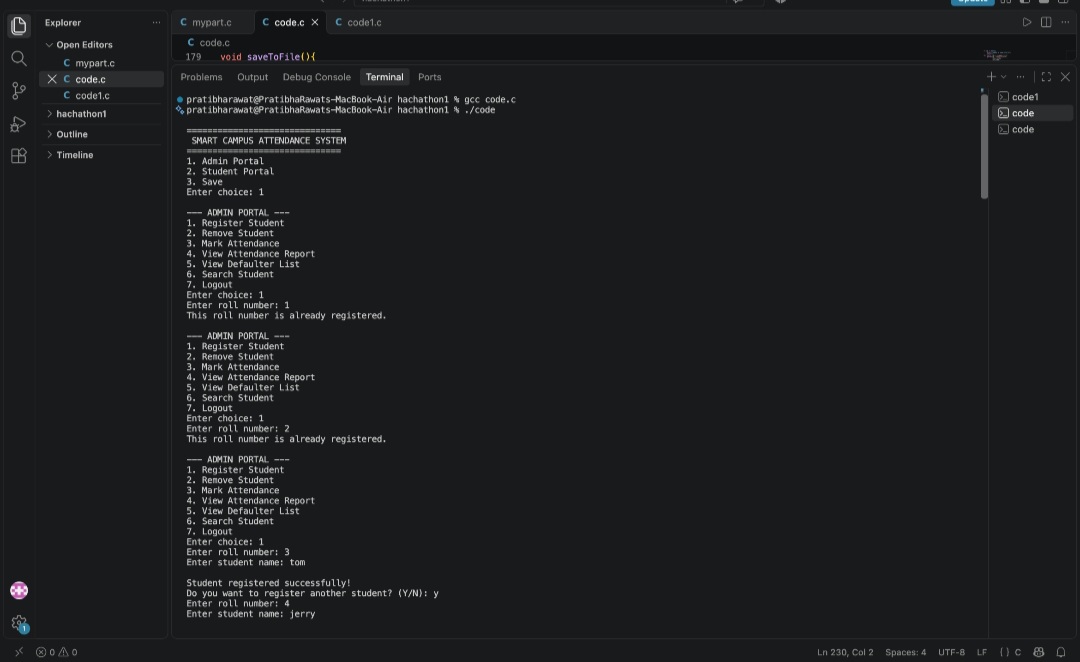 Update
Explorer
Open Editors
C mypart.c
C code.c
C code1.c
hachathon1
Outline
Timeline
C mypart.c
C code.c
C code1.c
C code.c
179 void saveToFile(){
Problems Output Debug Console Terminal Ports
pratibharawat@PratibhaRawats-MacBook-Air hachathon1 % gcc code.c
pratibharawat@PratibhaRawats-MacBook-Air hachathon1 % ./code
==============================
SMART CAMPUS ATTENDANCE SYSTEM
==============================
1. Admin Portal
2. Student Portal
3. Save
Enter choice: 1
--- ADMIN PORTAL ---
1. Register Student
2. Remove Student
3. Mark Attendance
4. View Attendance Report
5. View Defaulter List
6. Search Student
7. Logout
Enter choice: 1
Enter roll number: 1
This roll number is already registered.
--- ADMIN PORTAL ---
1. Register Student
2. Remove Student
3. Mark Attendance
4. View Attendance Report
5. View Defaulter List
6. Search Student
7. Logout
Enter choice: 1
Enter roll number: 2
This roll number is already registered.
--- ADMIN PORTAL ---
1. Register Student
2. Remove Student
3. Mark Attendance
4. View Attendance Report
5. View Defaulter List
6. Search Student
7. Logout
Enter choice: 1
Enter roll number: 3
Enter student name: tom
Student registered successfully!
Do you want to register another student? (Y/N): y
Enter roll number: 4
Enter student name: jerry
code1
code
code
1
0 0
Ln 230, Col 2 Spaces: 4 UTF-8 LF {} C